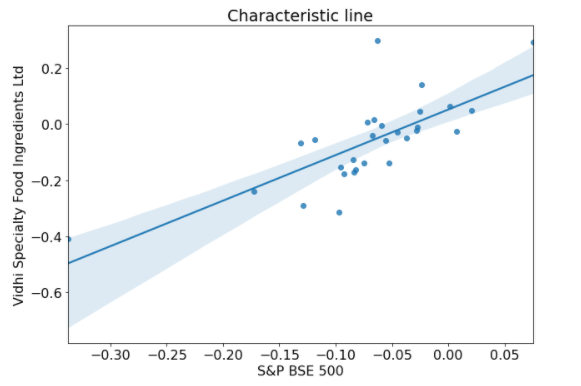 Characteristic line
Vidhi Specialty Food Ingredients Ltd
0.2
0.0
−0.2
−0.4
−0.6
−0.30 −0.25 −0.20 −0.15 −0.10 −0.05 0.00 0.05
S&P BSE 500